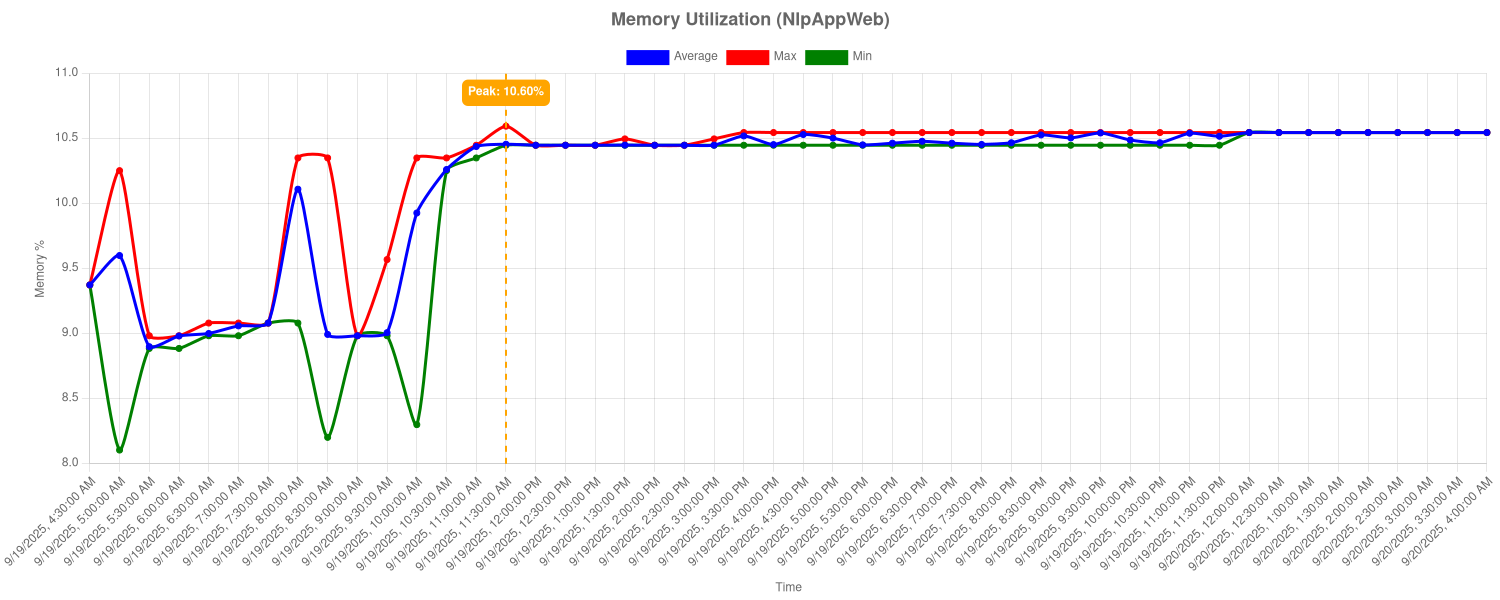 Memory Utilization (NlpAppWeb)
Average Max Min
11.0
Peak: 10.60%
10.5
10.0
9.5
9.0
8.5
8.0
Memory %
9/19/2025, 4:30:00 AM
9/19/2025, 5:00:00 AM
9/19/2025, 5:30:00 AM
9/19/2025, 6:00:00 AM
9/19/2025, 6:30:00 AM
9/19/2025, 7:00:00 AM
9/19/2025, 7:30:00 AM
9/19/2025, 8:00:00 AM
9/19/2025, 8:30:00 AM
9/19/2025, 9:00:00 AM
9/19/2025, 9:30:00 AM
9/19/2025, 10:00:00 AM
9/19/2025, 10:30:00 AM
9/19/2025, 11:00:00 AM
9/19/2025, 11:30:00 AM
9/19/2025, 12:00:00 PM
9/19/2025, 12:30:00 PM
9/19/2025, 1:00:00 PM
9/19/2025, 1:30:00 PM
9/19/2025, 2:00:00 PM
9/19/2025, 2:30:00 PM
9/19/2025, 3:00:00 PM
9/19/2025, 3:30:00 PM
9/19/2025, 4:00:00 PM
9/19/2025, 4:30:00 PM
9/19/2025, 5:00:00 PM
9/19/2025, 5:30:00 PM
9/19/2025, 6:00:00 PM
9/19/2025, 6:30:00 PM
9/19/2025, 7:00:00 PM
9/19/2025, 7:30:00 PM
9/19/2025, 8:00:00 PM
9/19/2025, 8:30:00 PM
9/19/2025, 9:00:00 PM
9/19/2025, 9:30:00 PM
9/19/2025, 10:00:00 PM
9/19/2025, 10:30:00 PM
9/19/2025, 11:00:00 PM
9/19/2025, 11:30:00 PM
9/20/2025, 12:00:00 AM
9/20/2025, 12:30:00 AM
9/20/2025, 1:00:00 AM
9/20/2025, 1:30:00 AM
9/20/2025, 2:00:00 AM
9/20/2025, 2:30:00 AM
9/20/2025, 3:00:00 AM
9/20/2025, 3:30:00 AM
9/20/2025, 4:00:00 AM
Time